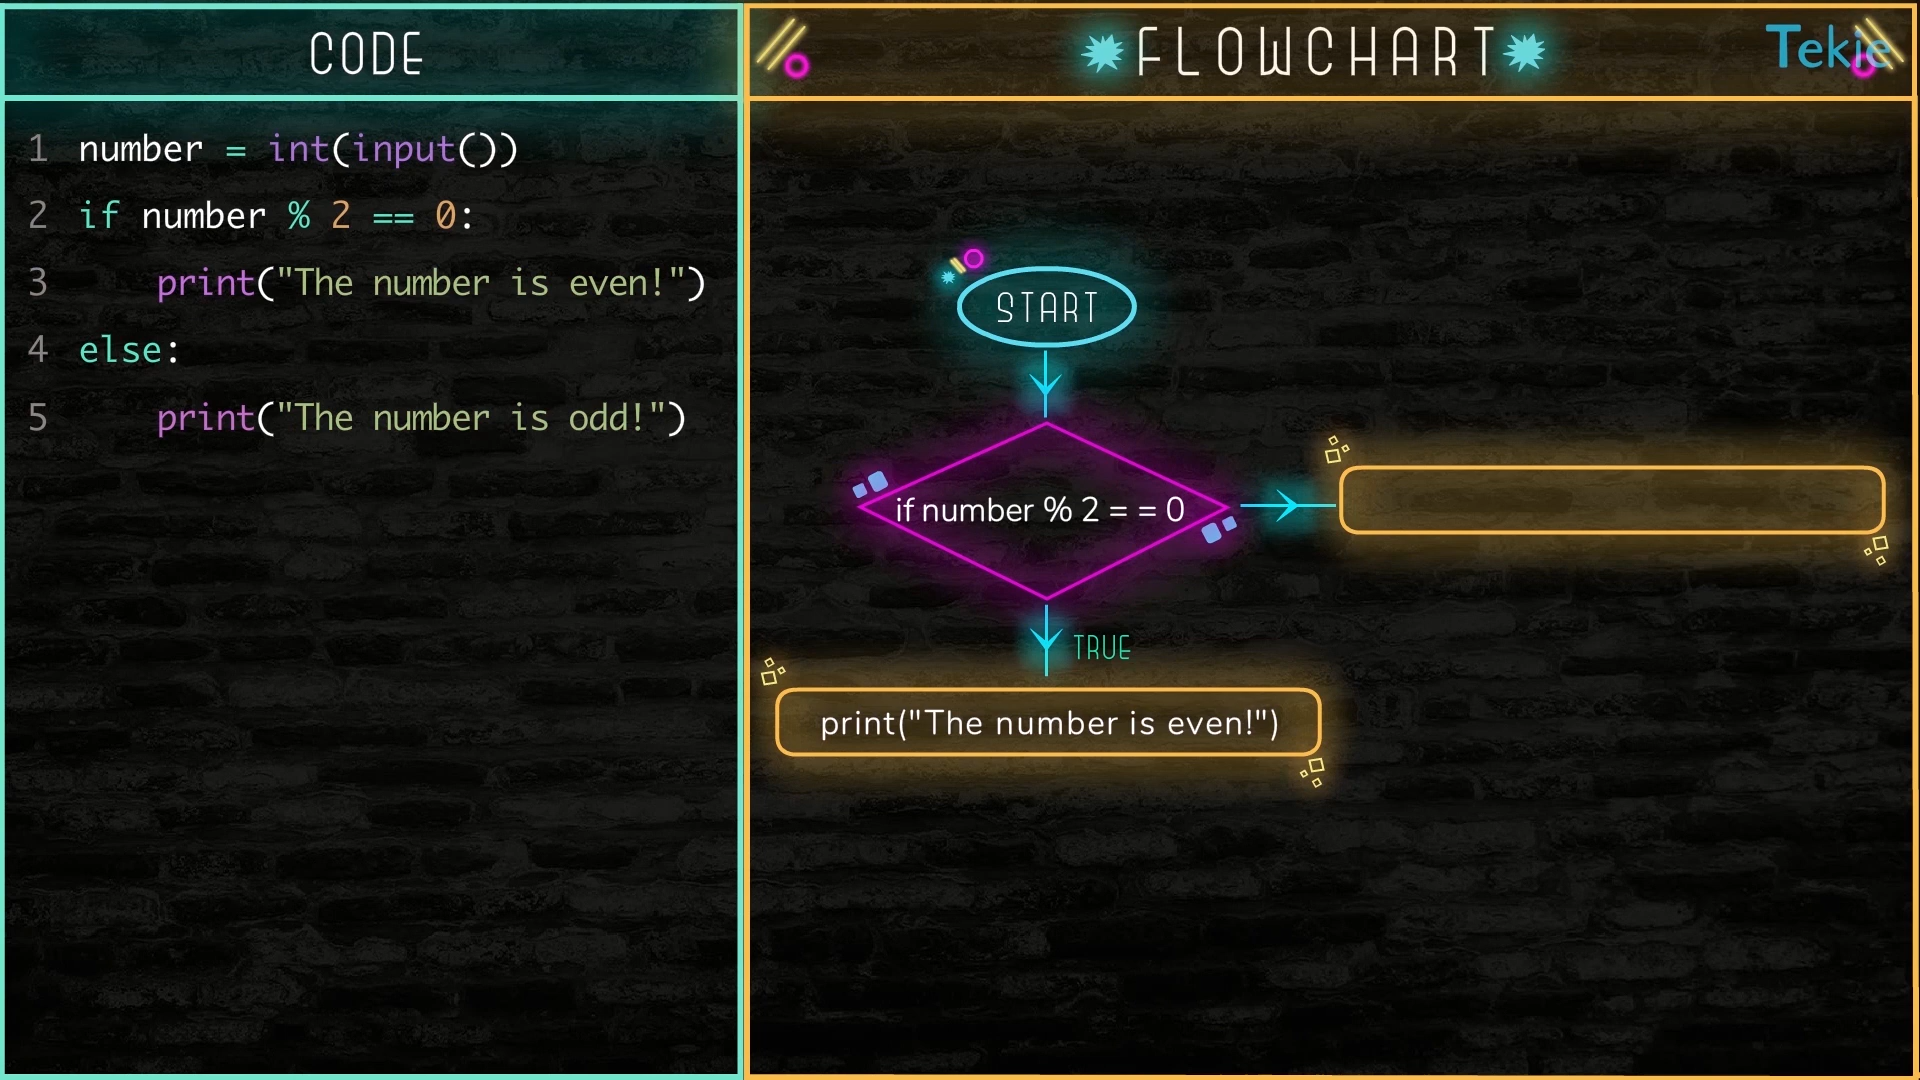 CODE
1 number = int(input())
2 if number % 2 == 0:
3     print("The number is even!")
4 else:
5     print("The number is odd!")
FLOWCHART
Tekie
START
if number % 2 = = 0
TRUE
print("The number is even!")